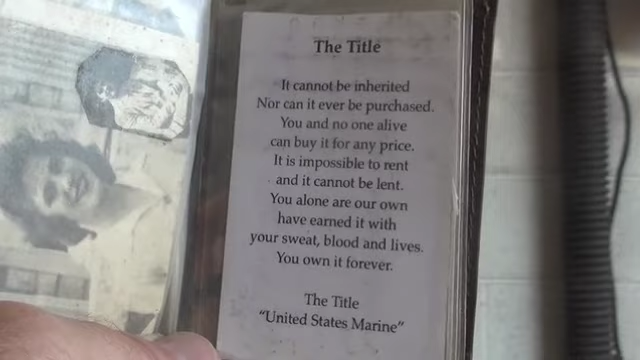 The Title
It cannot be inherited
Nor can it ever be purchased.
You and no one alive
can buy it for any price.
It is impossible to rent
and it cannot be lent.
You alone are our own
have earned it with
your sweat, blood and lives.
You own it forever.
The Title
"United States Marine"